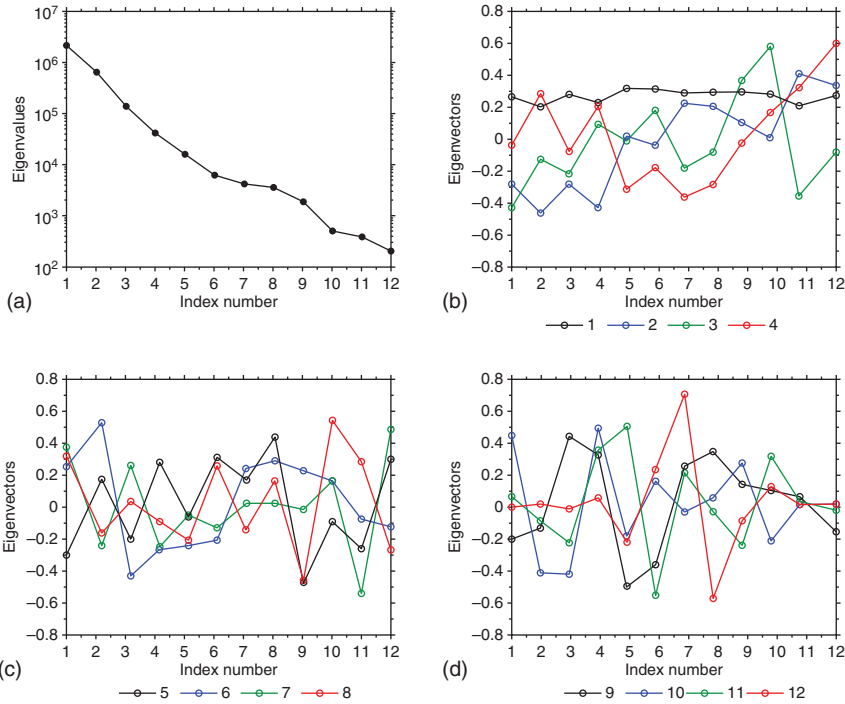 10^7
10^6
10^5
10^4
10^3
10^2
Eigenvalues
1 2 3 4 5 6 7 8 9 10 11 12
Index number
(a)
0.8
0.6
0.4
0.2
0
−0.2
−0.4
−0.6
−0.8
Eigenvectors
1 2 3 4 5 6 7 8 9 10 11 12
Index number
(b)
1 2 3 4
0.8
0.6
0.4
0.2
0
−0.2
−0.4
−0.6
−0.8
Eigenvectors
1 2 3 4 5 6 7 8 9 10 11 12
Index number
(c)
5 6 7 8
0.8
0.6
0.4
0.2
0
−0.2
−0.4
−0.6
−0.8
Eigenvectors
1 2 3 4 5 6 7 8 9 10 11 12
Index number
(d)
9 10 11 12